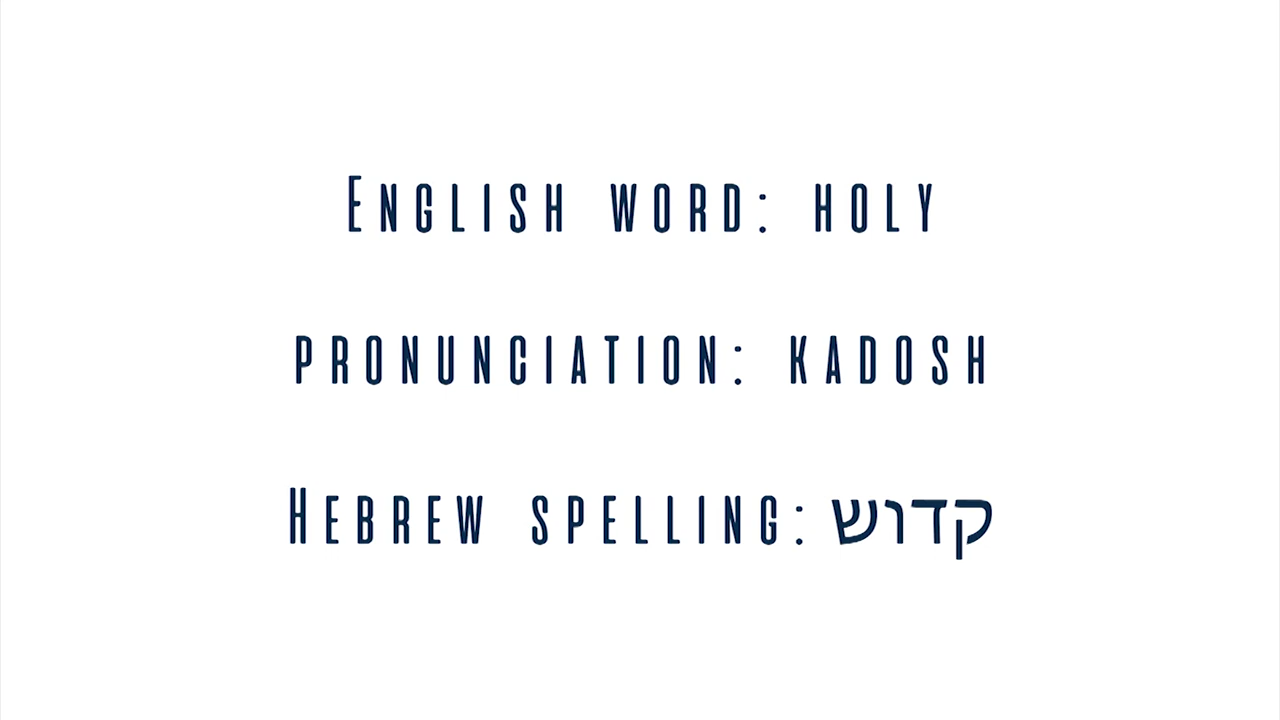 English word: holy
pronunciation: kadosh
Hebrew spelling: קדוש